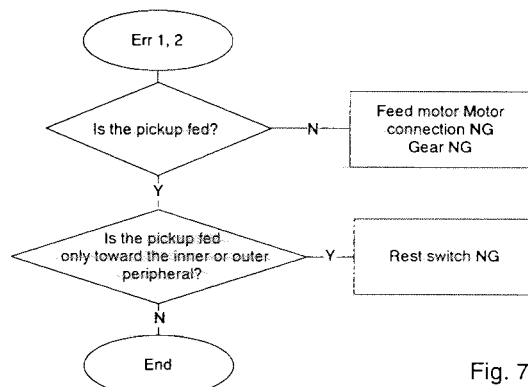 Err 1, 2
Is the pickup fed?
N
Feed motor Motor
connection NG
Gear NG
Y
Is the pickup fed
only toward the inner or outer
peripheral?
Y
Rest switch NG
N
End
Fig. 7